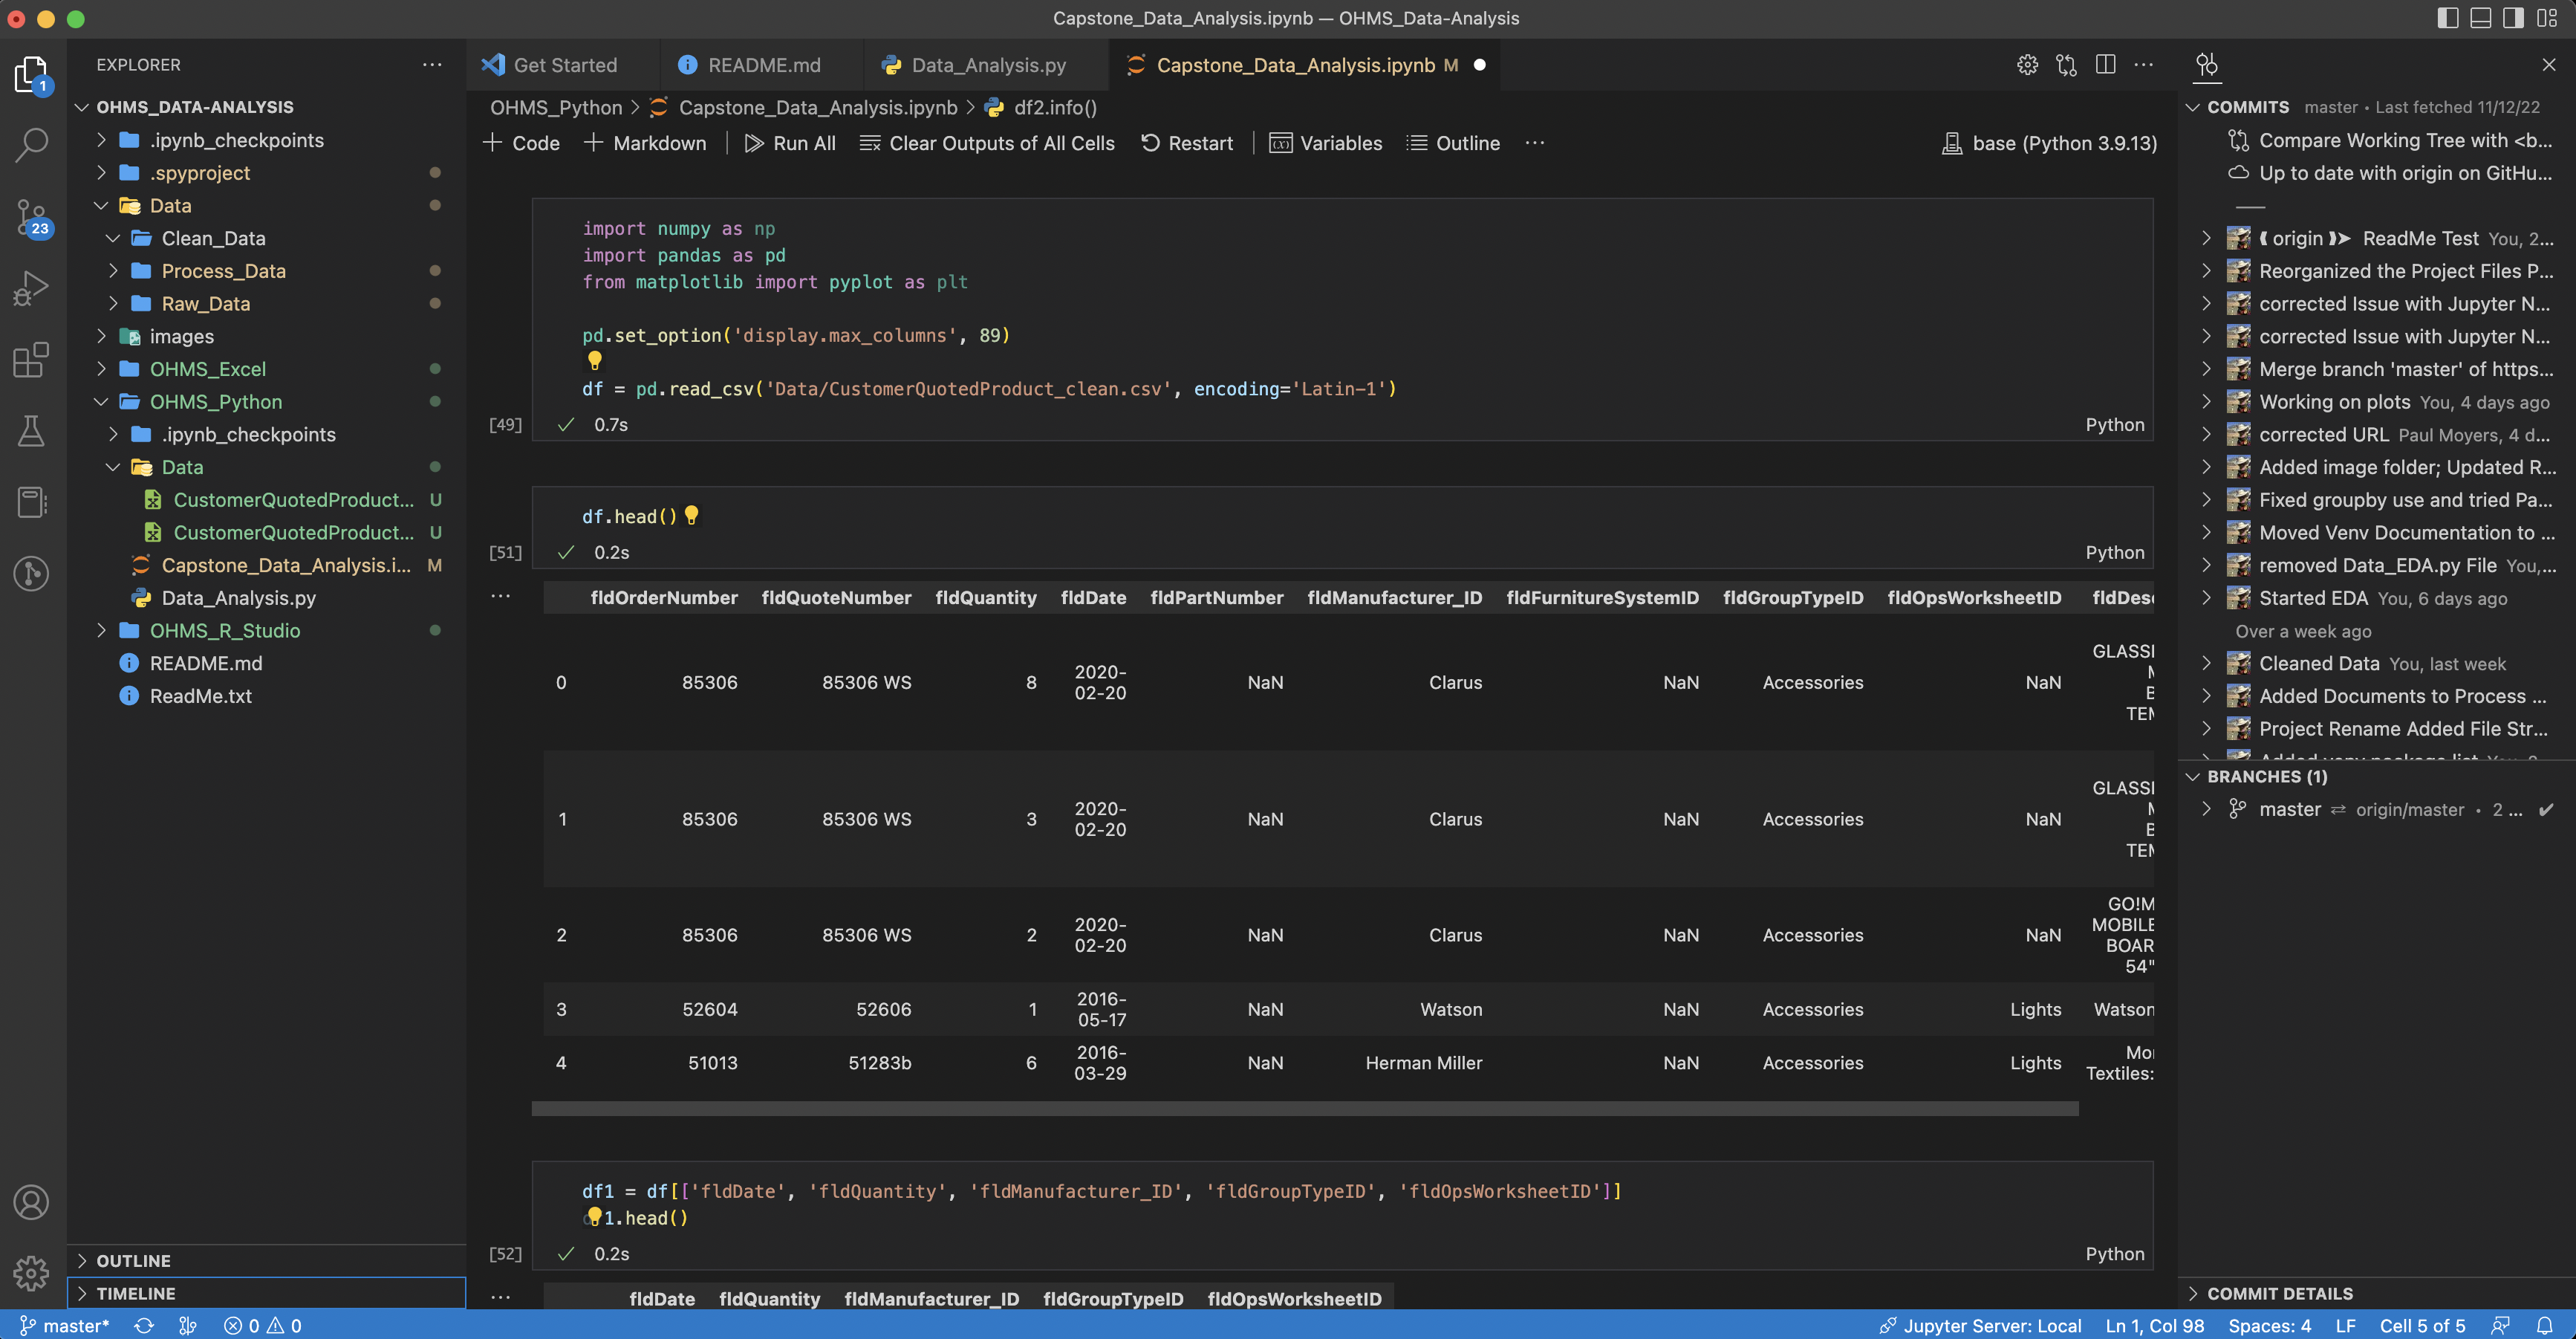 Capstone_Data_Analysis.ipynb — OHMS_Data-Analysis
EXPLORER
1
23
OHMS_DATA-ANALYSIS
.ipynb_checkpoints
.spyproject
Data
Clean_Data
Process_Data
Raw_Data
images
OHMS_Excel
OHMS_Python
.ipynb_checkpoints
Data
CustomerQuotedProduct... U
CustomerQuotedProduct... U
Capstone_Data_Analysis.i... M
Data_Analysis.py
OHMS_R_Studio
README.md
ReadMe.txt
OUTLINE
TIMELINE
Get Started README.md Data_Analysis.py Capstone_Data_Analysis.ipynb M
OHMS_Python > Capstone_Data_Analysis.ipynb > df2.info()
Code Markdown Run All Clear Outputs of All Cells Restart Variables Outline ... base (Python 3.9.13)
import numpy as np
import pandas as pd
from matplotlib import pyplot as plt
pd.set_option('display.max_columns', 89)
df = pd.read_csv('Data/CustomerQuotedProduct_clean.csv', encoding='Latin-1')
[49] 0.7s Python
df.head()
[51] 0.2s Python
fldOrderNumber fldQuoteNumber fldQuantity fldDate fldPartNumber fldManufacturer_ID fldFurnitureSystemID fldGroupTypeID fldOpsWorksheetID
0 85306 85306 WS 8 2020-02-20 NaN Clarus NaN Accessories NaN
1 85306 85306 WS 3 2020-02-20 NaN Clarus NaN Accessories NaN
2 85306 85306 WS 2 2020-02-20 NaN Clarus NaN Accessories NaN 54"
3 52604 52606 1 2016-05-17 NaN Watson NaN Accessories Lights Watson
4 51013 51283b 6 2016-03-29 NaN Herman Miller NaN Accessories Lights Textiles:
df1 = df[['fldDate', 'fldQuantity', 'fldManufacturer_ID', 'fldGroupTypeID', 'fldOpsWorksheetID']]
1.head()
[52] 0.2s Python
fldDate fldQuantity fldManufacturer_ID fldGroupTypeID fldOpsWorksheetID
COMMITS master • Last fetched 11/12/22
Compare Working Tree with <b...
Up to date with origin on GitHu...
origin ReadMe Test You, 2...
Reorganized the Project Files P...
corrected Issue with Jupyter N...
corrected Issue with Jupyter N...
Merge branch 'master' of https...
Working on plots You, 4 days ago
corrected URL Paul Moyers, 4 d...
Added image folder; Updated R...
Fixed groupby use and tried Pa...
Moved Venv Documentation to ...
removed Data_EDA.py File You,...
Started EDA You, 6 days ago
Over a week ago
Cleaned Data You, last week
Added Documents to Process ...
Project Rename Added File Str...
BRANCHES (1)
master ⇄ origin/master • 2 ... ✔
COMMIT DETAILS
master* 0 0 Jupyter Server: Local Ln 1, Col 98 Spaces: 4 LF Cell 5 of 5